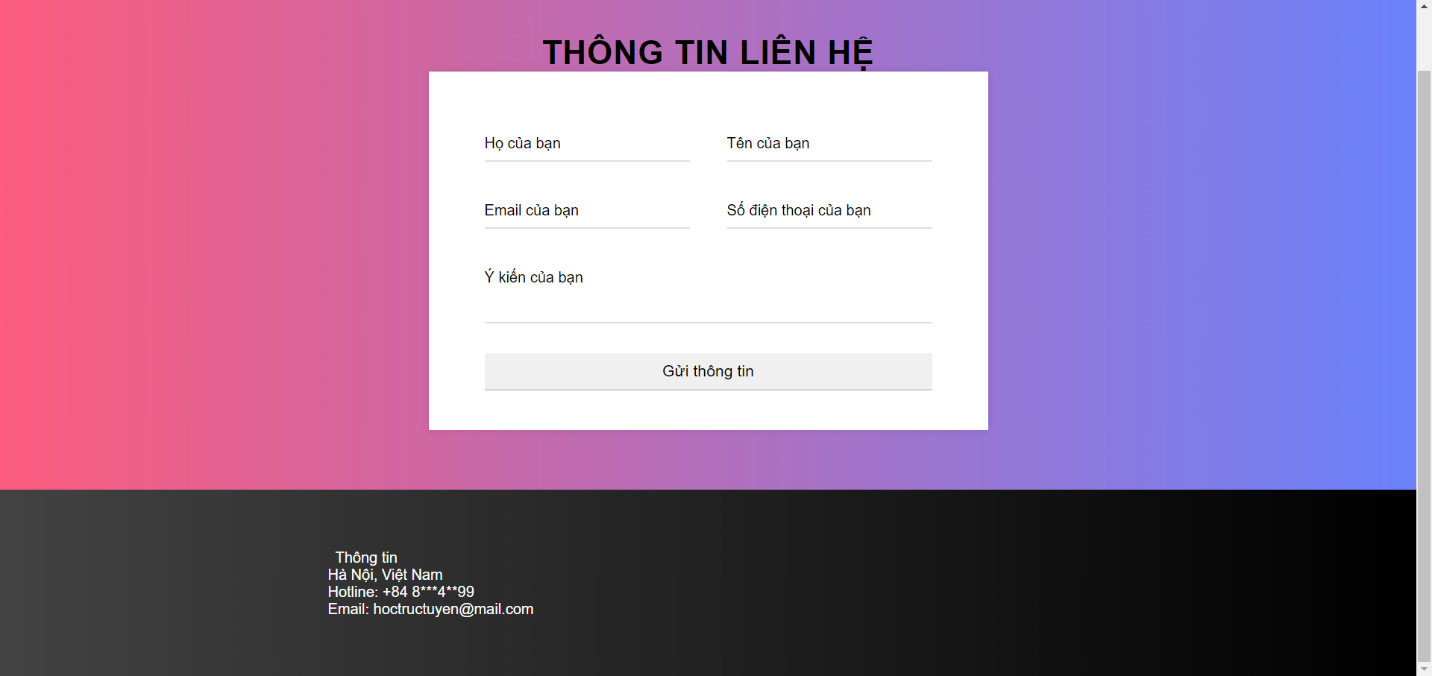 THÔNG TIN LIÊN HỆ
Họ của bạn
Tên của bạn
Email của bạn
Số điện thoại của bạn
Ý kiến của bạn
Gửi thông tin
Thông tin
Hà Nội, Việt Nam
Hotline: +84 8***4**99
Email: hoctructuyen@mail.com